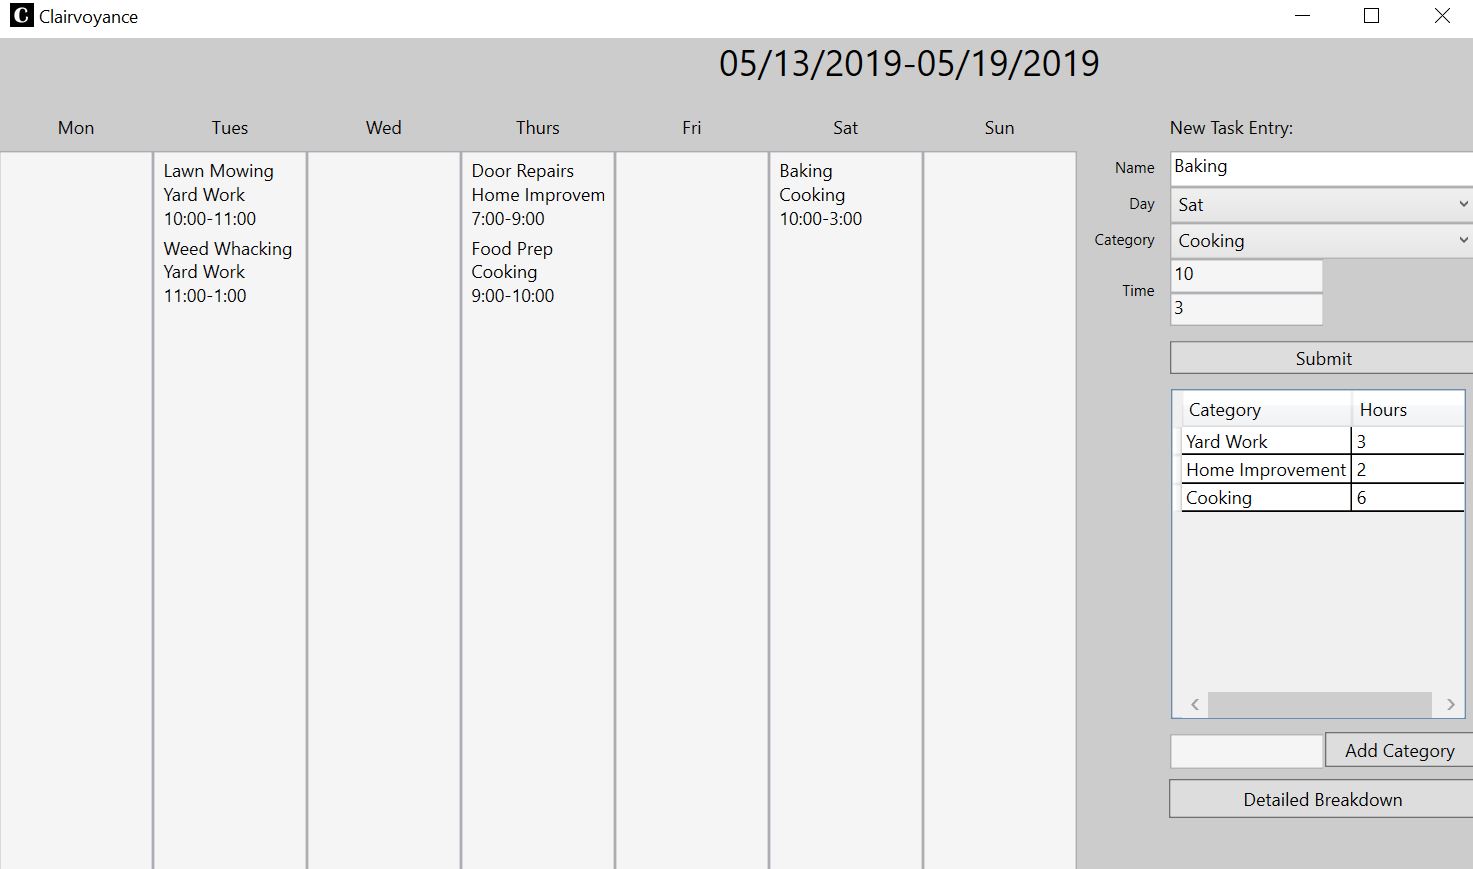 C Clairvoyance
05/13/2019-05/19/2019
Mon Tues Wed Thurs Fri Sat Sun
Lawn Mowing
Yard Work
10:00-11:00
Weed Whacking
Yard Work
11:00-1:00
Door Repairs
Home Improvem
7:00-9:00
Food Prep
Cooking
9:00-10:00
Baking
Cooking
10:00-3:00
New Task Entry:
Name Baking
Day Sat
Category Cooking
Time 10
3
Submit
Category Hours
Yard Work 3
Home Improvement 2
Cooking 6
Add Category
Detailed Breakdown